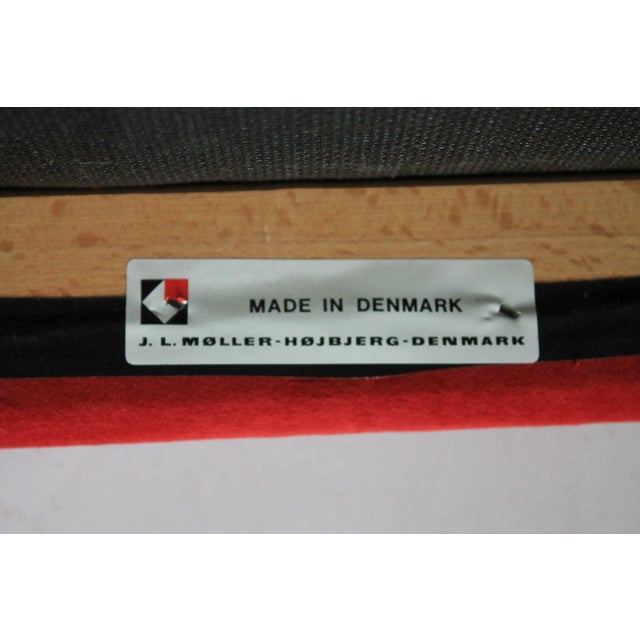 MADE IN DENMARK
J. L. MØLLER-HØJBJERG-DENMARK